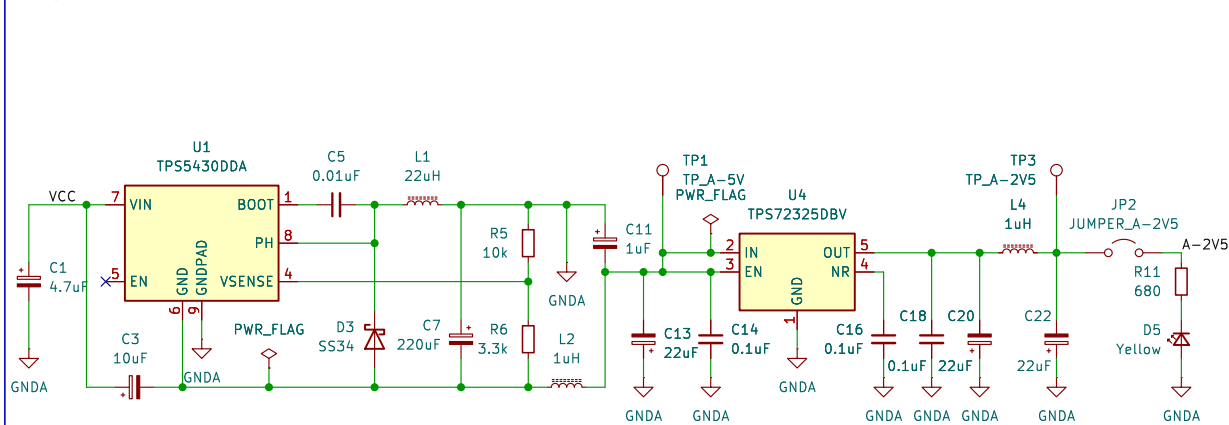 U1
TPS5430DDA
VCC
7
VIN
BOOT
1
PH
8
5
EN
GND
GNDPAD
VSENSE
4
6
9
C1
4.7uF
GNDA
C3
10uF
GNDA
PWR_FLAG
C5
0.01uF
L1
22uH
D3
SS34
C7
220uF
R5
10k
R6
3.3k
GNDA
L2
1uH
C11
1uF
TP1
TP_A-5V
PWR_FLAG
U4
TPS72325DBV
2
IN
OUT
5
3
EN
NR
4
GND
1
GNDA
C13
22uF
GNDA
C14
0.1uF
GNDA
C16
0.1uF
GNDA
C18
0.1uF
GNDA
C20
22uF
GNDA
TP3
TP_A-2V5
L4
1uH
C22
22uF
GNDA
JP2
JUMPER_A-2V5
A-2V5
R11
680
D5
Yellow
GNDA